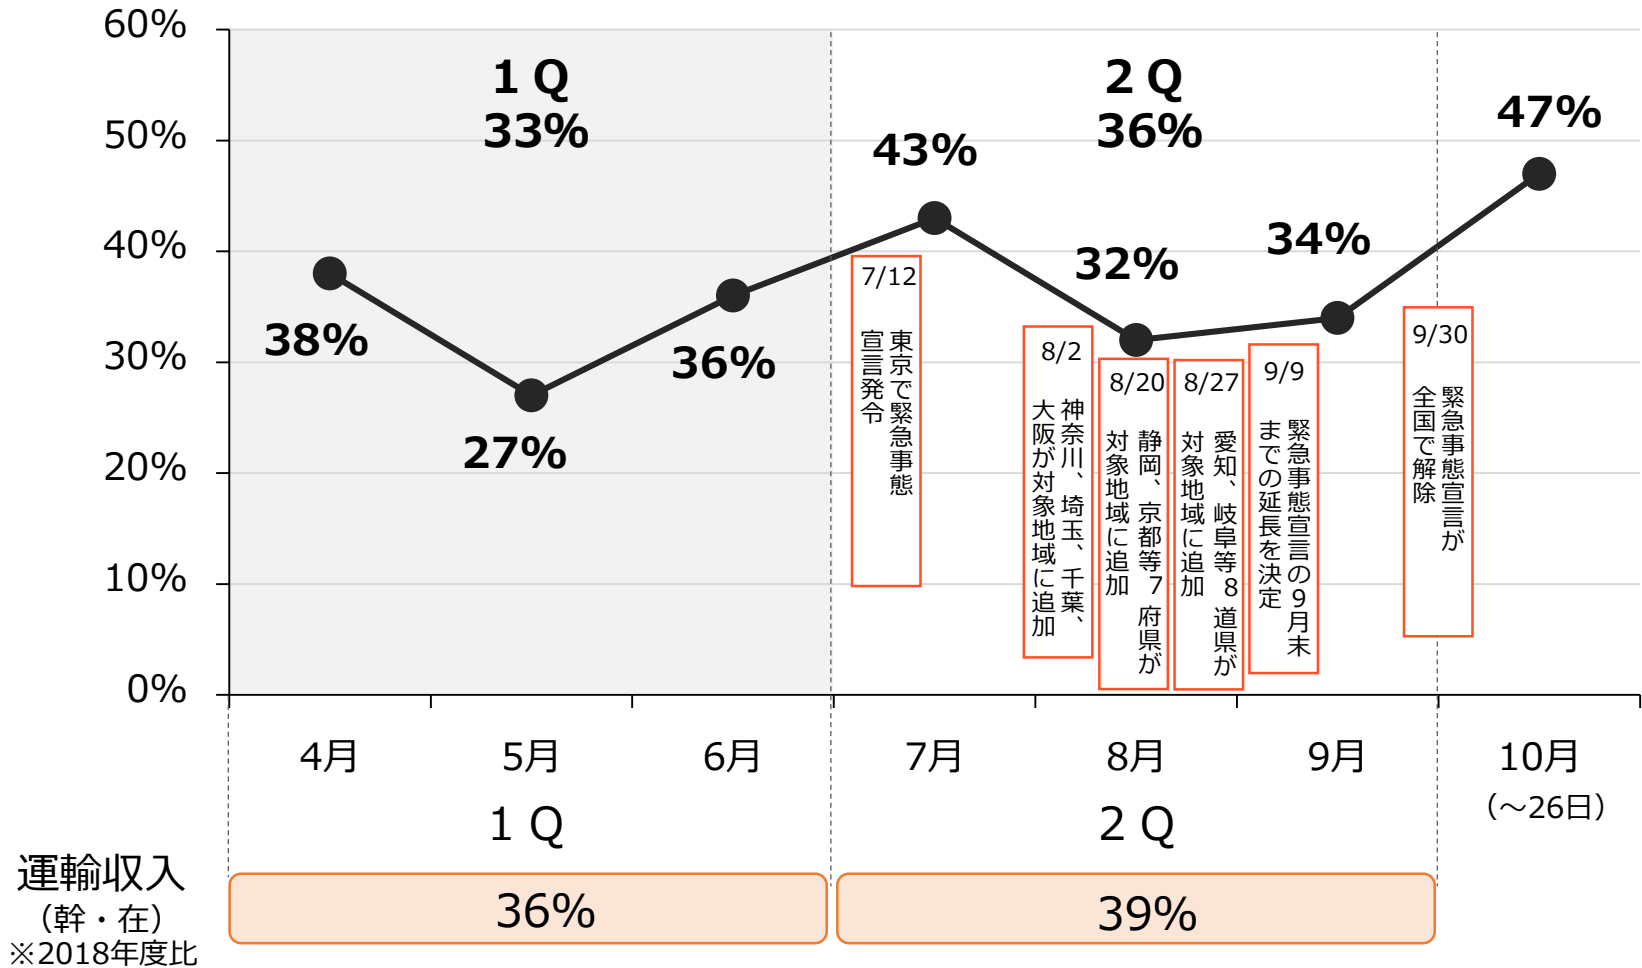 60%
50%
40%
30%
20%
10%
0%
1Q
33%
2Q
36%
38%
27%
36%
43%
32%
34%
47%
7/12
東京で緊急事態
宣言発令
8/2
神奈川、埼玉、千葉、
大阪が対象地域に追加
8/20
静岡、京都等7府県が
対象地域に追加
8/27
愛知、岐阜等8道県が
対象地域に追加
9/9
緊急事態宣言の9月末
までの延長を決定
9/30
緊急事態宣言が
全国で解除
4月
5月
6月
7月
8月
9月
10月
（～26日）
1Q
2Q
運輸収入
（幹・在）
※2018年度比
36%
39%